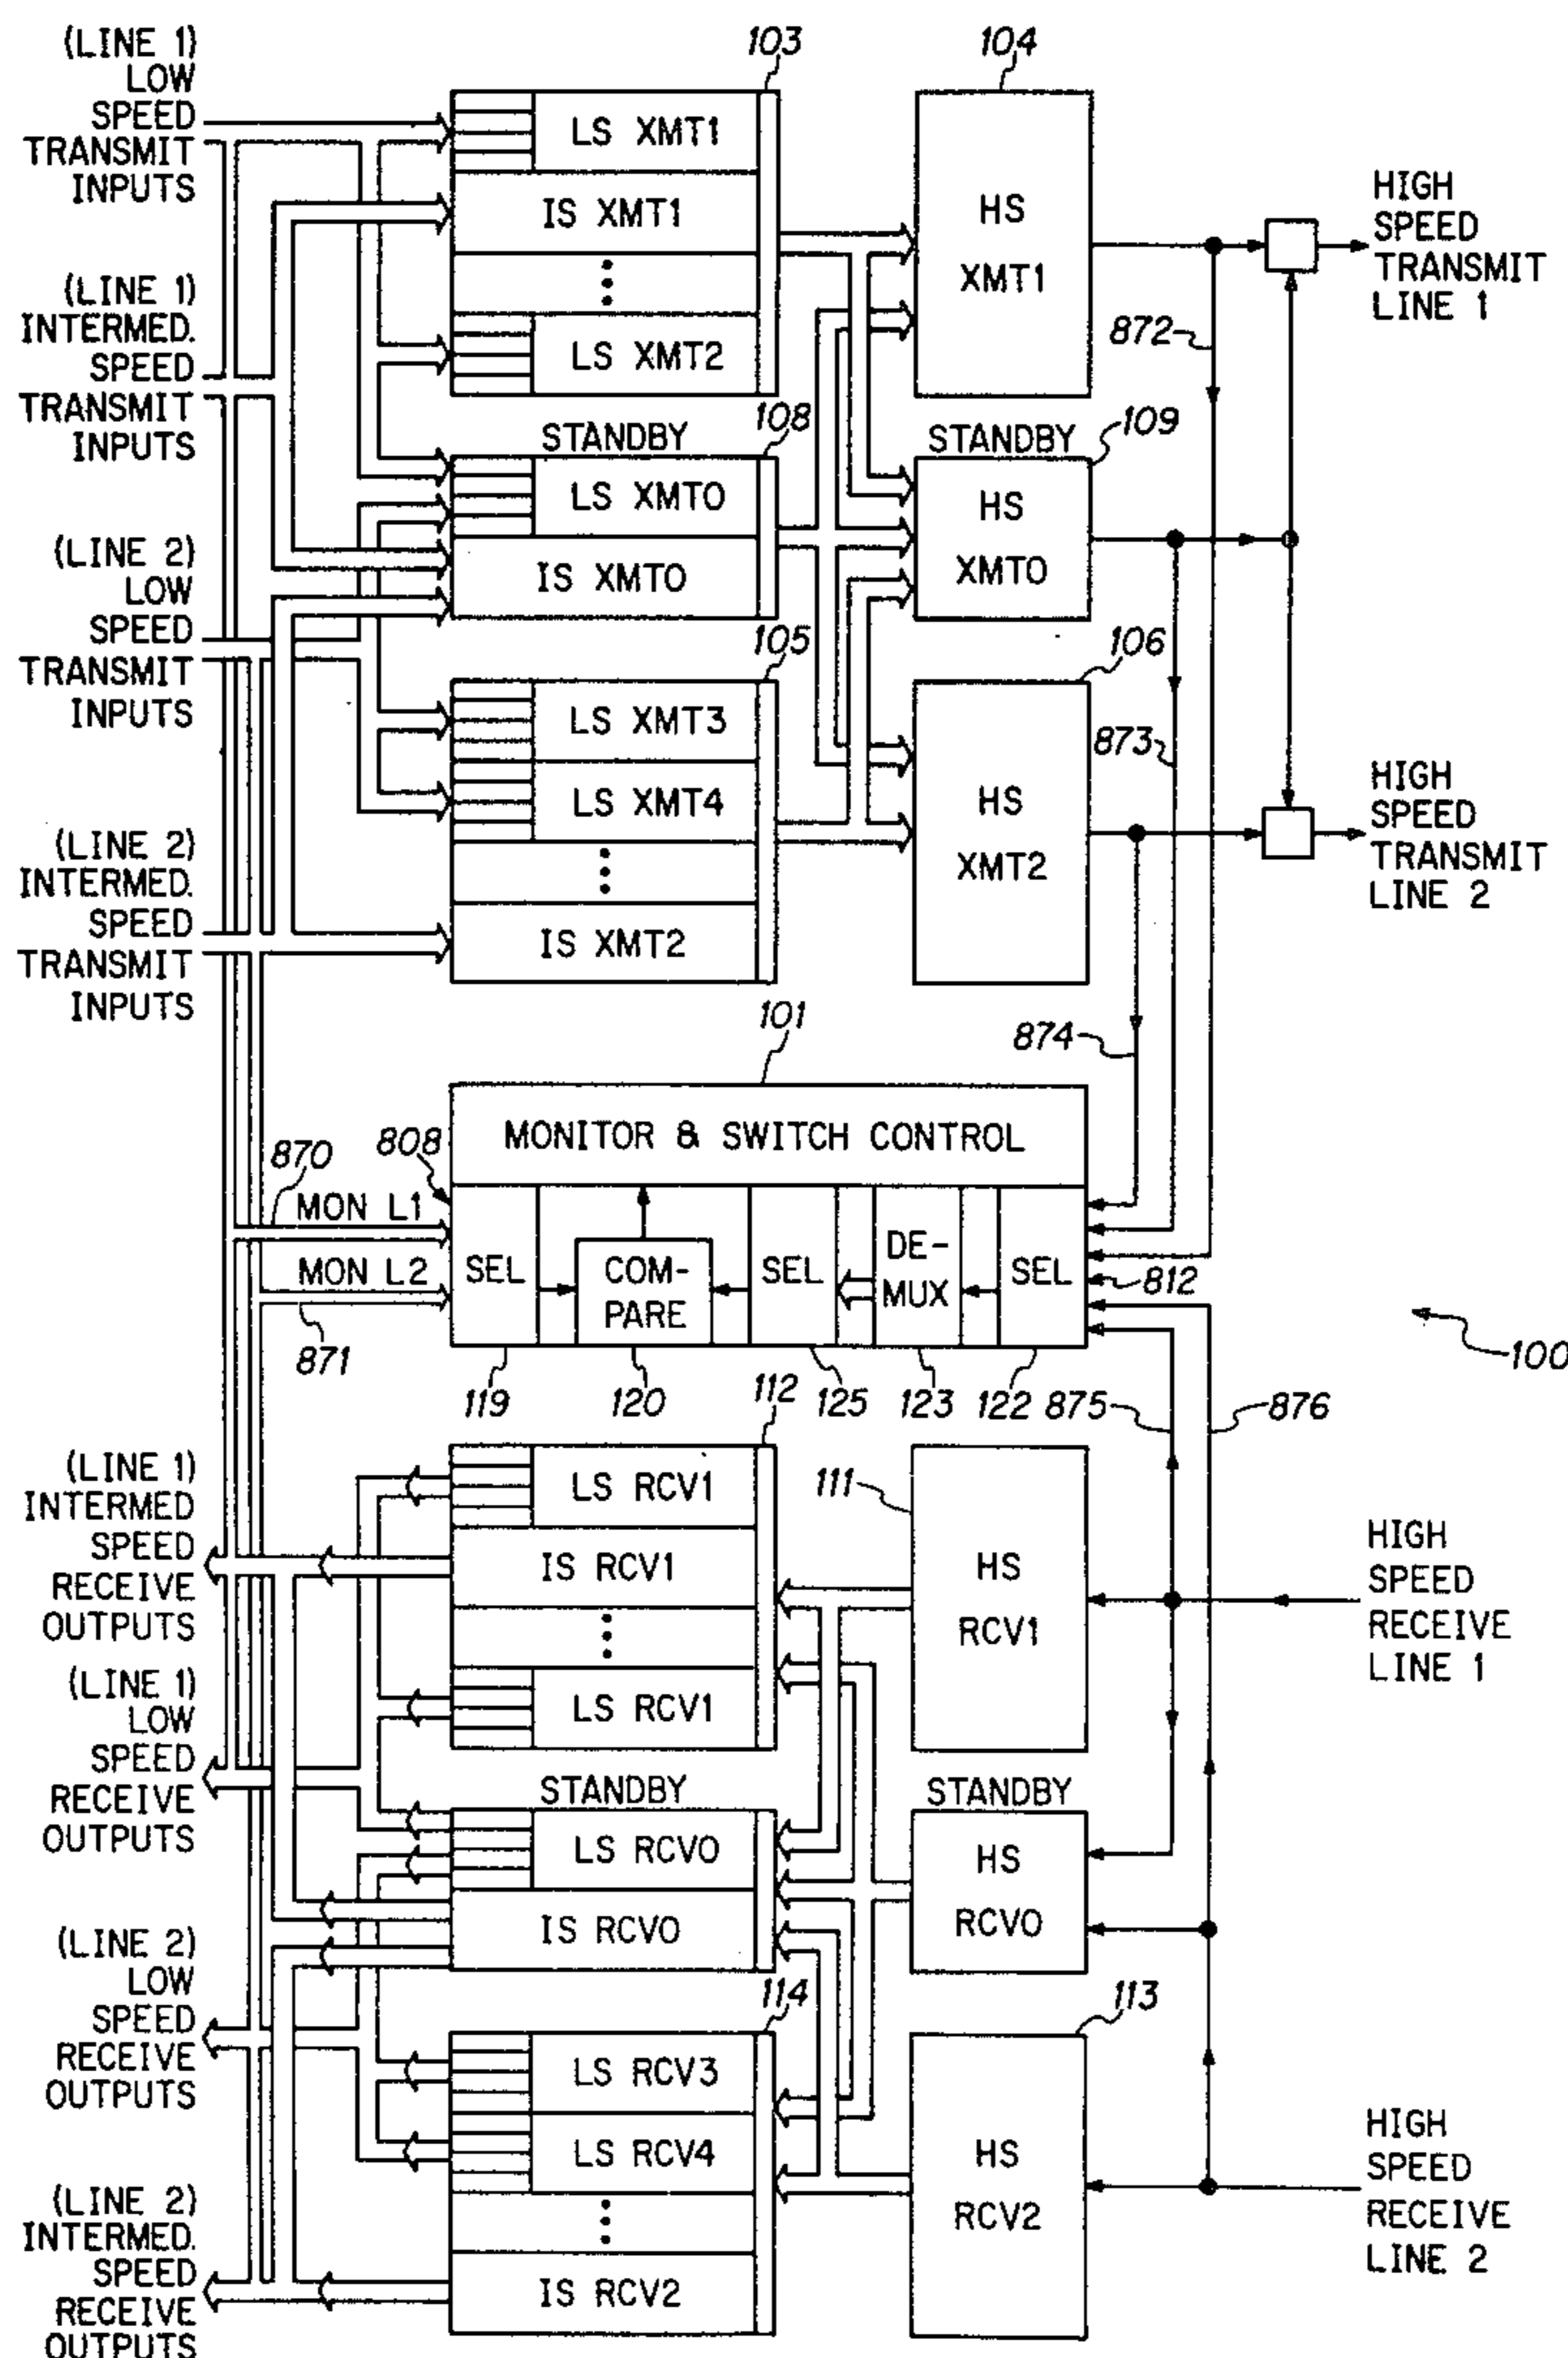 (LINE 1)
LOW
SPEED
TRANSMIT
INPUTS
(LINE 1)
INTERMED.
SPEED
TRANSMIT
INPUTS
(LINE 2)
LOW
SPEED
TRANSMIT
INPUTS
(LINE 2)
INTERMED.
SPEED
TRANSMIT
INPUTS
103
LS XMT1
IS XMT1
LS XMT2
STANDBY
108
LS XMT0
IS XMT0
105
LS XMT3
LS XMT4
IS XMT2
104
HS
XMT1
STANDBY
109
HS
XMT0
106
HS
XMT2
872
873
874
HIGH
SPEED
TRANSMIT
LINE 1
HIGH
SPEED
TRANSMIT
LINE 2
101
MONITOR & SWITCH CONTROL
870
808
MON L1
MON L2
871
SEL
COM-
PARE
SEL
DE-
MUX
SEL
812
100
119
120
125
123
122
875
876
(LINE 1)
INTERMED
SPEED
RECEIVE
OUTPUTS
(LINE 1)
LOW
SPEED
RECEIVE
OUTPUTS
(LINE 2)
LOW
SPEED
RECEIVE
OUTPUTS
(LINE 2)
INTERMED.
SPEED
RECEIVE
OUTPUTS
112
LS RCV1
IS RCV1
LS RCV1
STANDBY
LS RCV0
IS RCV0
114
LS RCV3
LS RCV4
IS RCV2
111
HS
RCV1
STANDBY
HS
RCV0
113
HS
RCV2
HIGH
SPEED
RECEIVE
LINE 1
HIGH
SPEED
RECEIVE
LINE 2